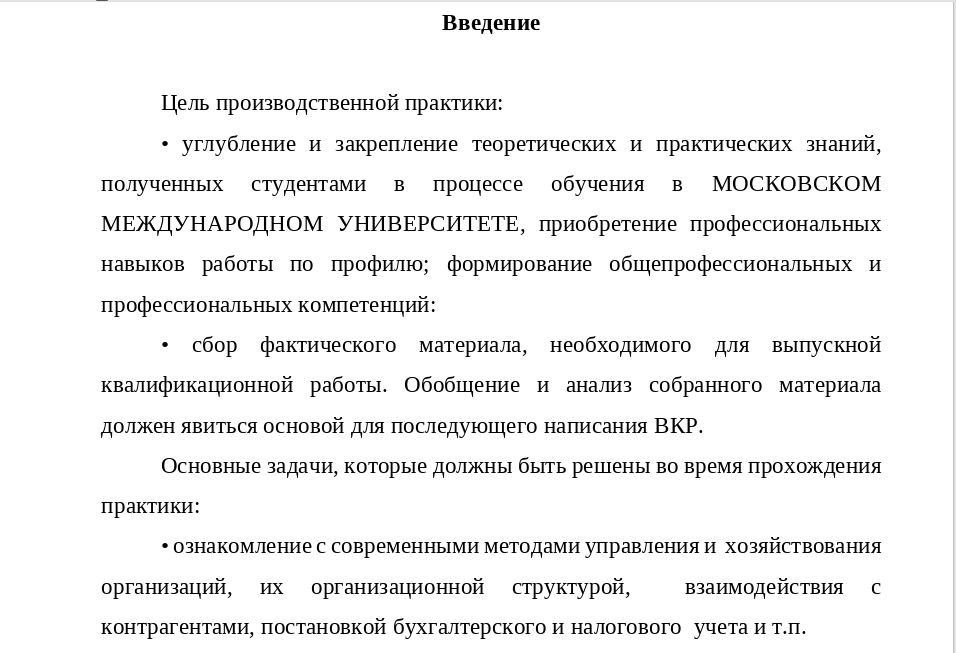 Введение
Цель производственной практики:
• углубление и закрепление теоретических и практических знаний,
полученных студентами в процессе обучения в МОСКОВСКОМ
МЕЖДУНАРОДНОМ УНИВЕРСИТЕТЕ, приобретение профессиональных
навыков работы по профилю; формирование общепрофессиональных и
профессиональных компетенций:
• сбор фактического материала, необходимого для выпускной
квалификационной работы. Обобщение и анализ собранного материала
должен явиться основой для последующего написания ВКР.
Основные задачи, которые должны быть решены во время прохождения
практики:
• ознакомление с современными методами управления и хозяйствования
организаций, их организационной структурой, взаимодействия с
контрагентами, постановкой бухгалтерского и налогового учета и т.п.